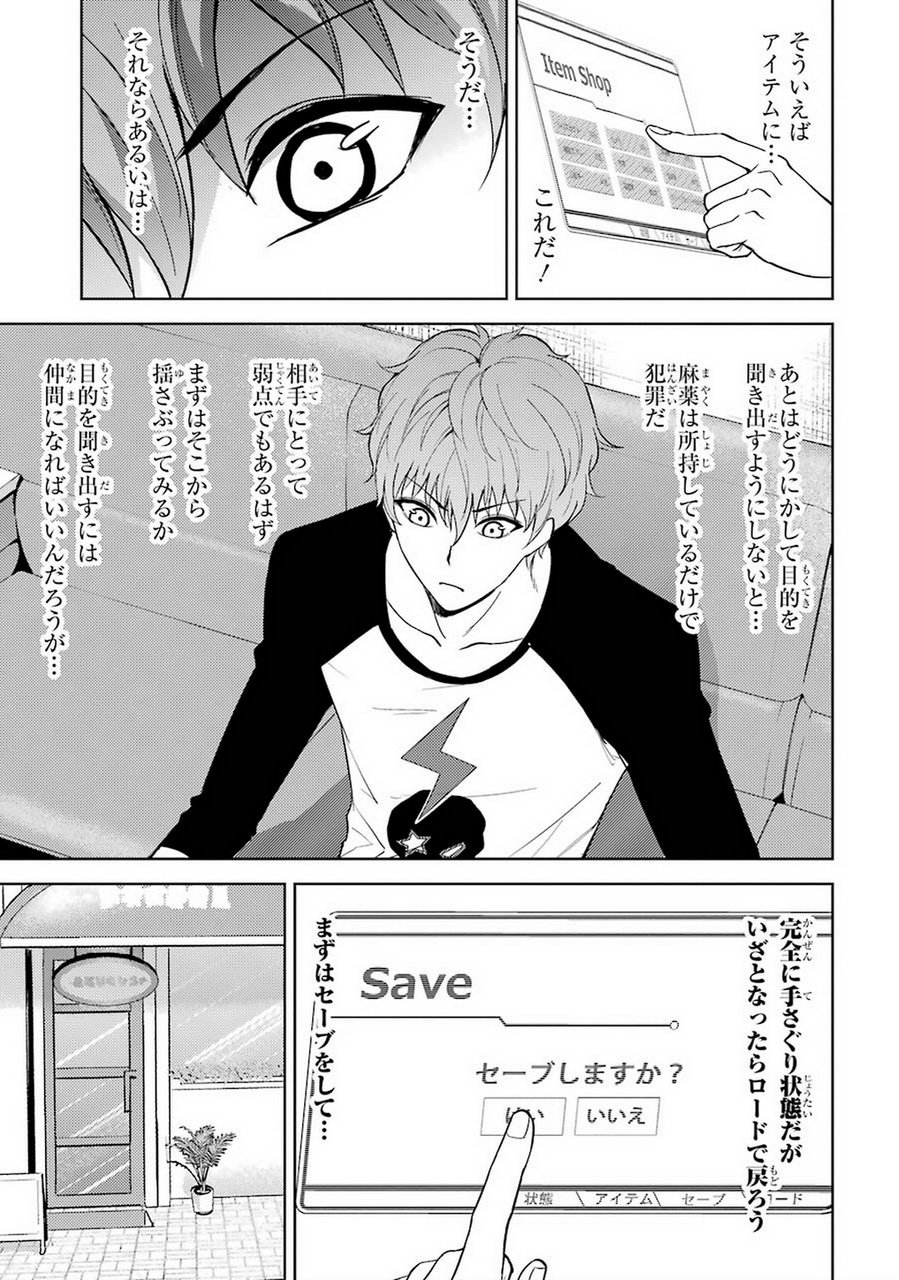 そういえば
アイテムに…
Item Shop
これだ！
そうだ…
それならあるいは…
あとはどうにかして目的を
聞き出すようにしないと…
麻薬は所持しているだけで
犯罪だ
相手にとって
弱点でもあるはず
まずはそこから
揺さぶってみるか
目的を聞き出すには
仲間になればいいんだろうが…
完全に手さぐり状態だが
いざとなったらロードで戻ろう
Save
セーブしますか？
はい いいえ
状態 アイテム セーブ ロード
まずはセーブをして…